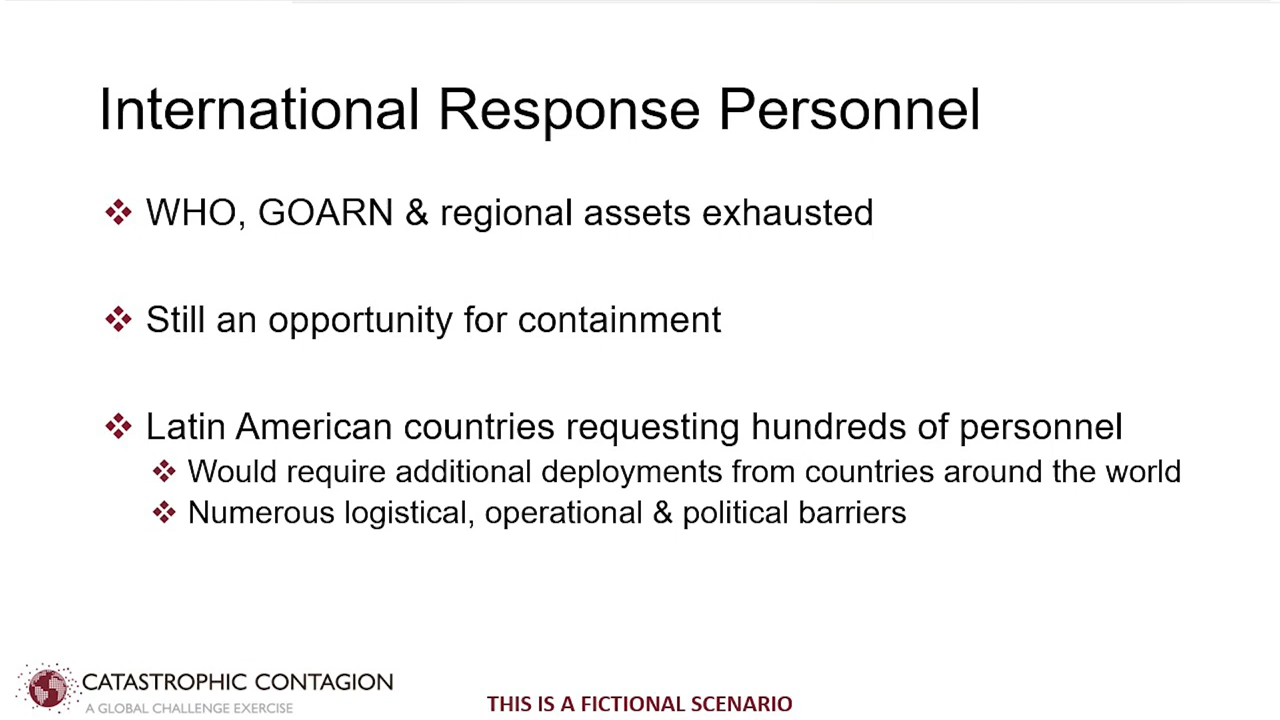 International Response Personnel
❖ WHO, GOARN & regional assets exhausted
❖ Still an opportunity for containment
❖ Latin American countries requesting hundreds of personnel
❖ Would require additional deployments from countries around the world
❖ Numerous logistical, operational & political barriers
CATASTROPHIC CONTAGION
A GLOBAL CHALLENGE EXERCISE
THIS IS A FICTIONAL SCENARIO